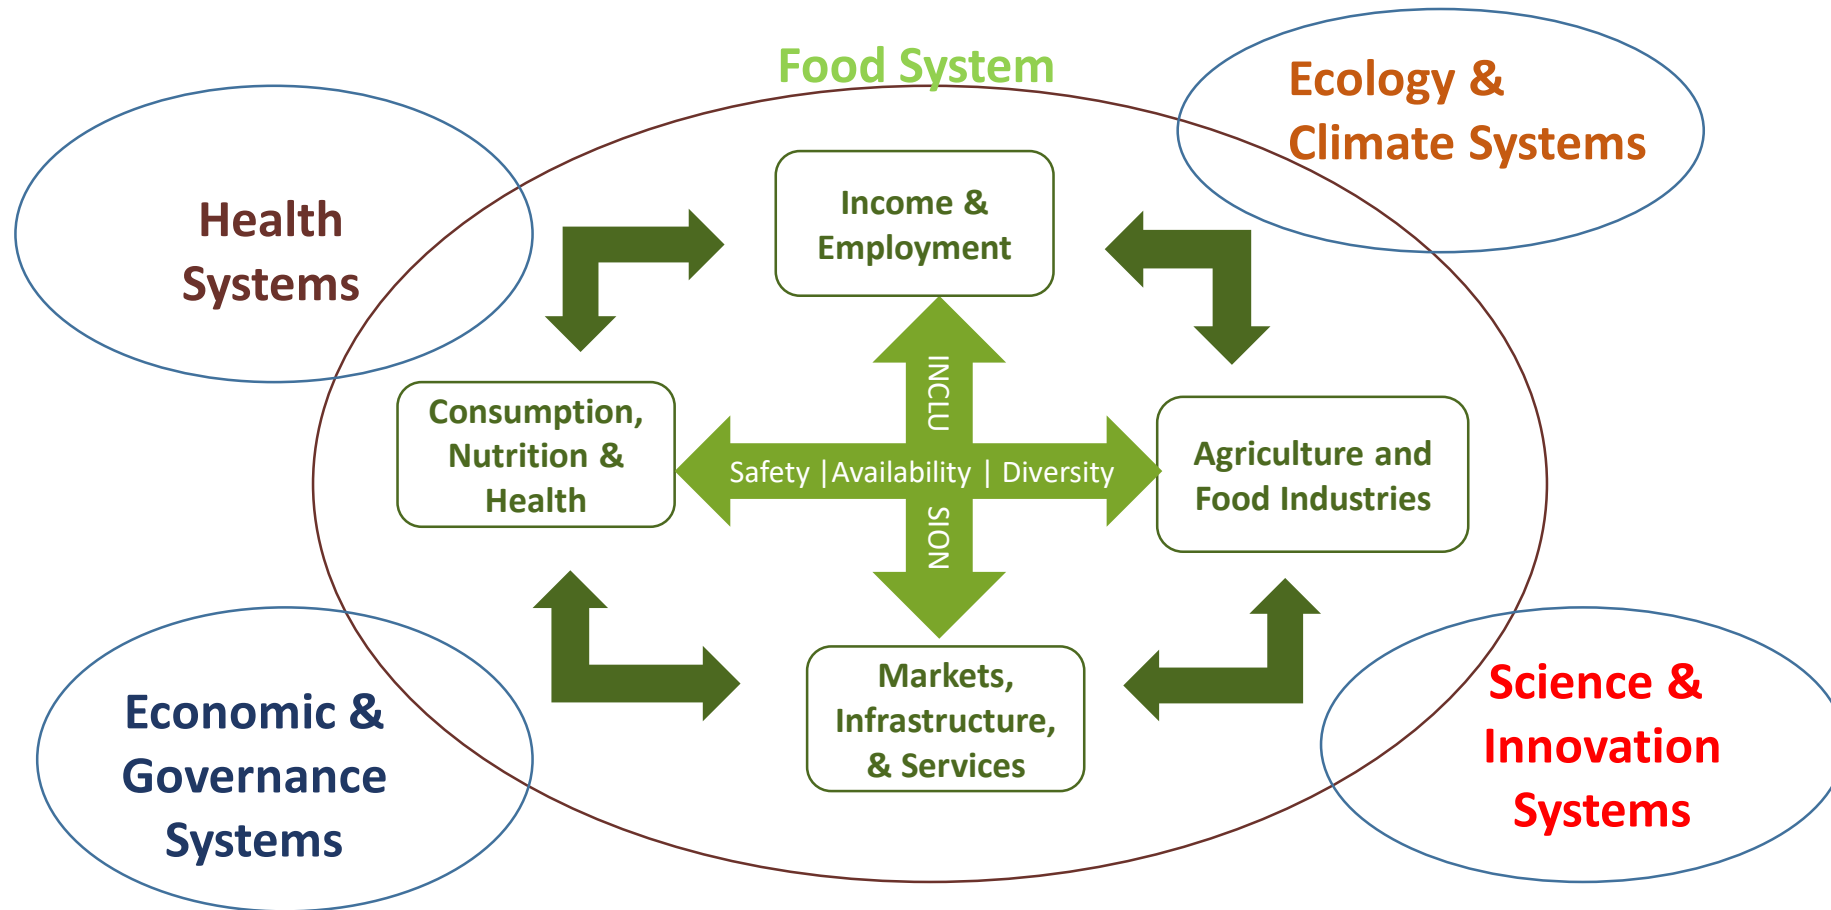 Food System
Ecology &
Climate Systems
Health
Systems
Income &
Employment
INCLU
Consumption,
Nutrition &
Health
Safety |Availability | Diversity
Agriculture and
Food Industries
SION
Markets,
Infrastructure,
& Services
Economic &
Governance
Systems
Science &
Innovation
Systems